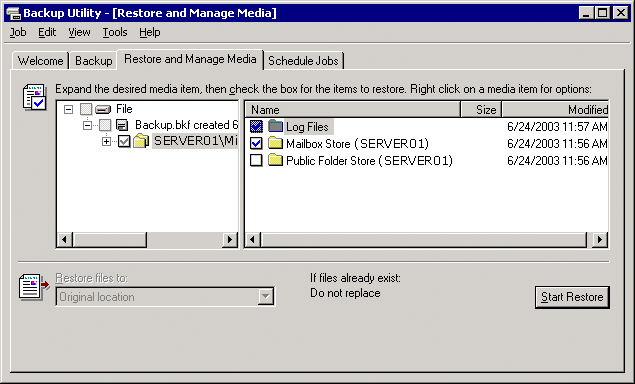 Backup Utility - [Restore and Manage Media]
Job Edit View Tools Help
Welcome Backup Restore and Manage Media Schedule Jobs
Expand the desired media item, then check the box for the items to restore. Right click on a media item for options:
File
Backup.bkf created 6
SERVER01\Mi
Name Size Modified
Log Files 6/24/2003 11:57 AM
Mailbox Store (SERVER01) 6/24/2003 11:56 AM
Public Folder Store (SERVER01) 6/24/2003 11:56 AM
Restore files to:
Original location
If files already exist:
Do not replace
Start Restore